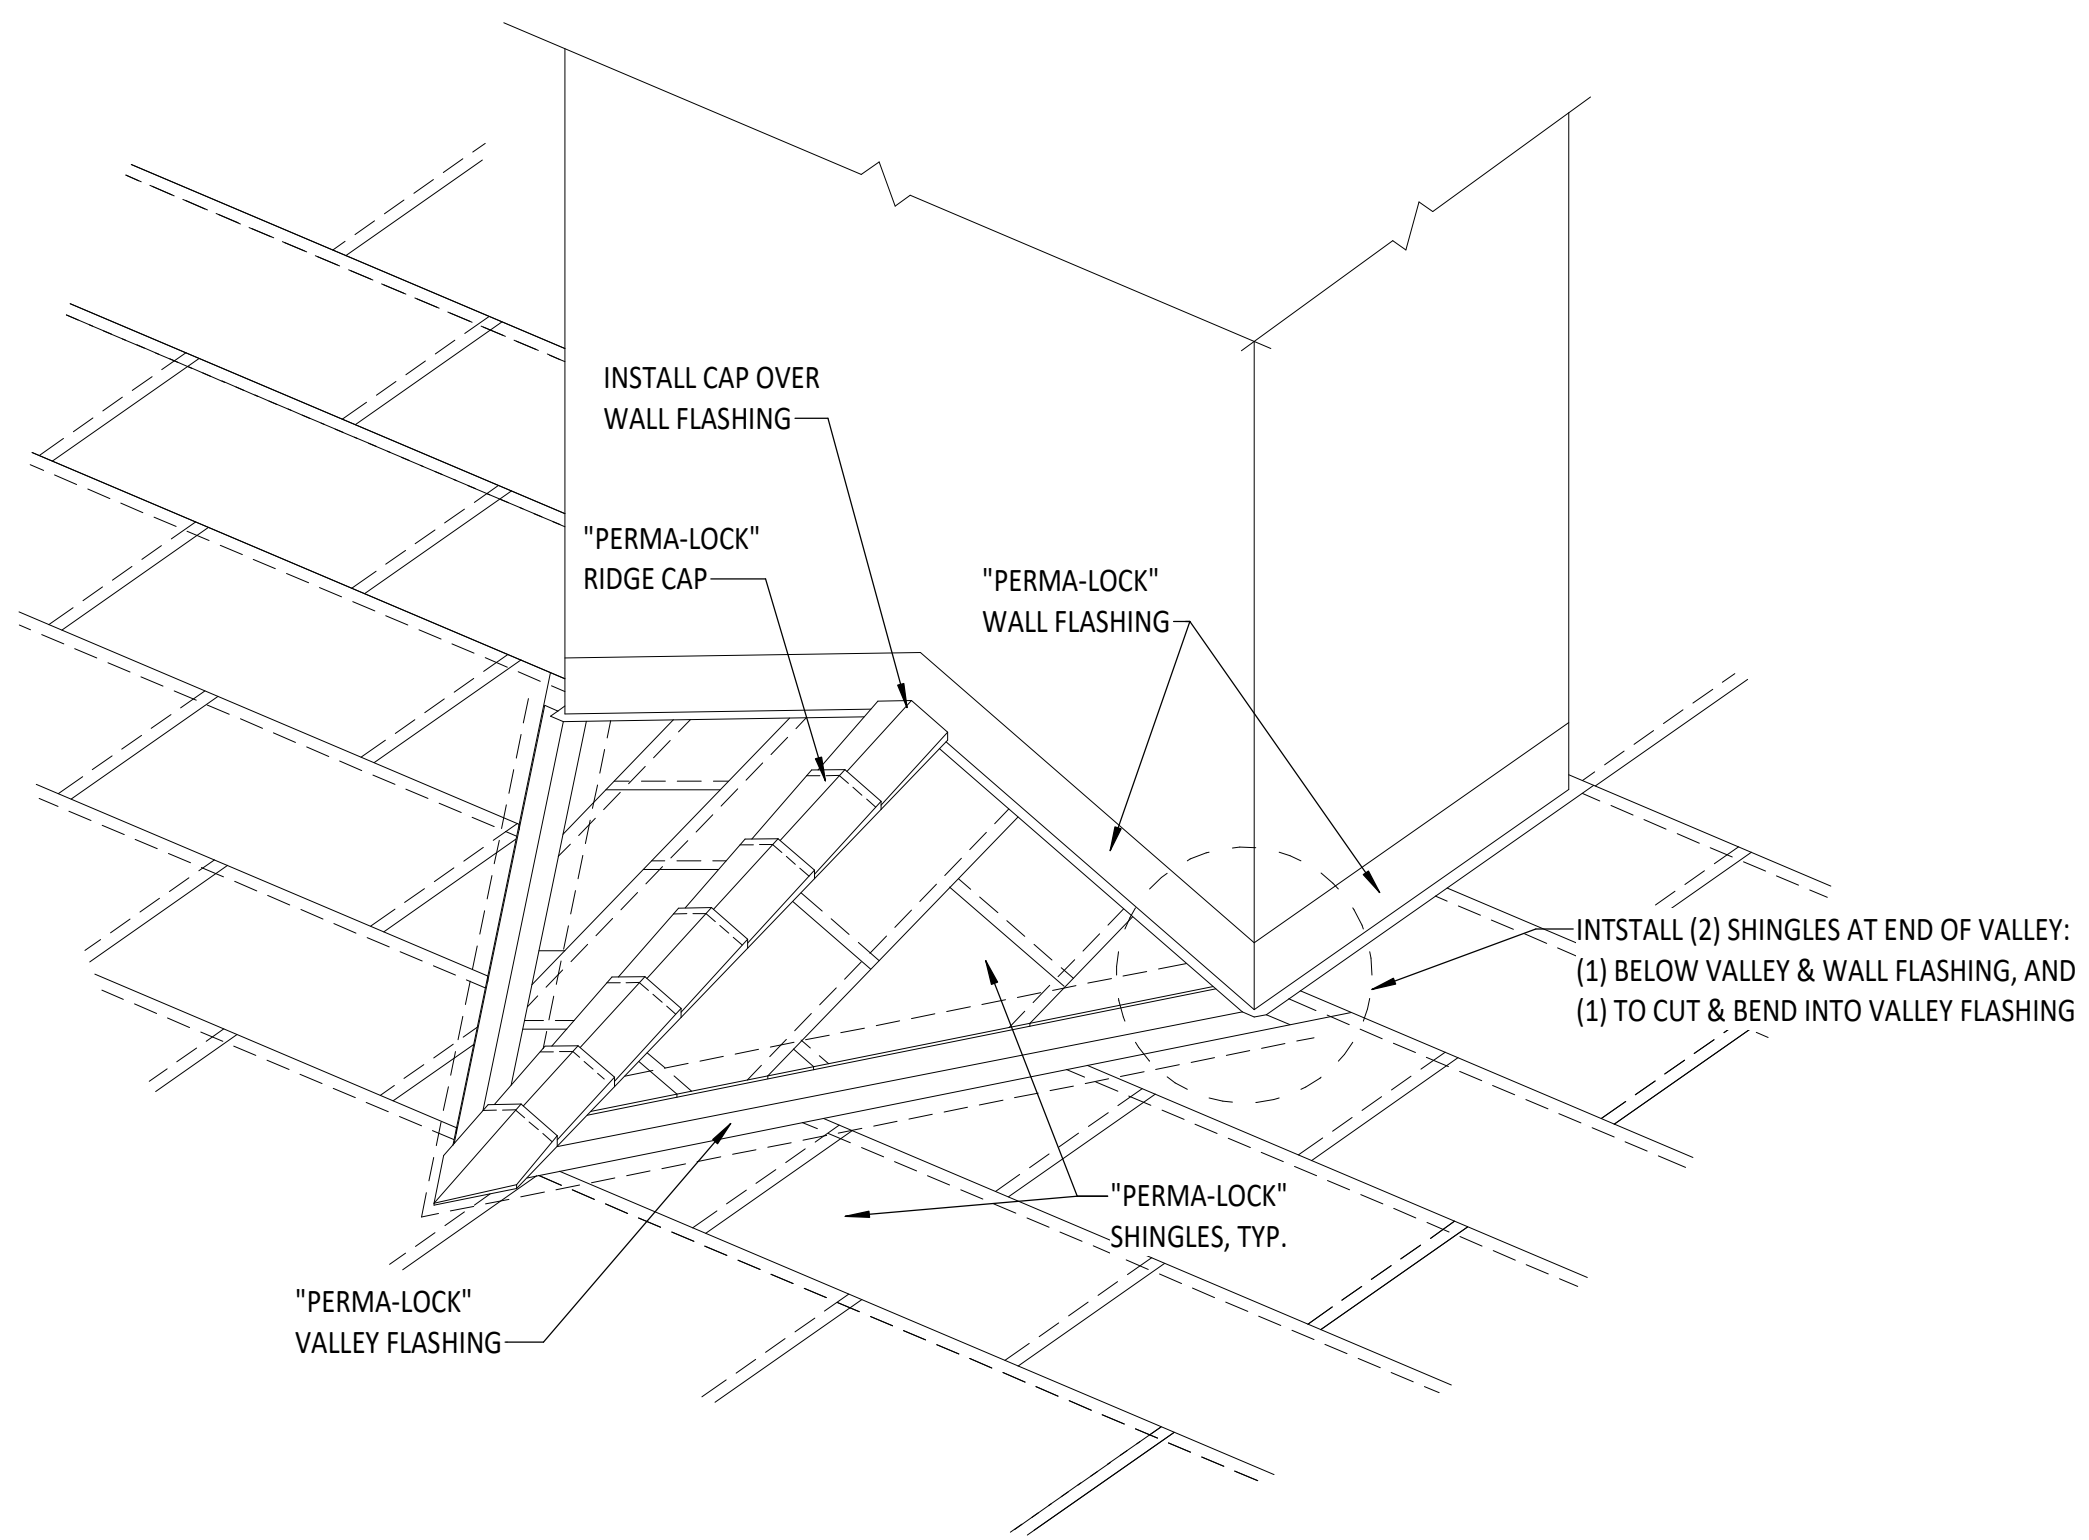 INSTALL CAP OVER
WALL FLASHING
"PERMA-LOCK"
RIDGE CAP
"PERMA-LOCK"
WALL FLASHING
INTSTALL (2) SHINGLES AT END OF VALLEY:
(1) BELOW VALLEY & WALL FLASHING, AND
(1) TO CUT & BEND INTO VALLEY FLASHING
"PERMA-LOCK"
SHINGLES, TYP.
"PERMA-LOCK"
VALLEY FLASHING